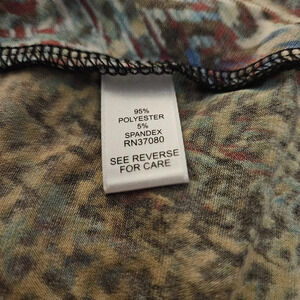 95%
POLYESTER
5%
SPANDEX
RN37080
SEE REVERSE
FOR CARE